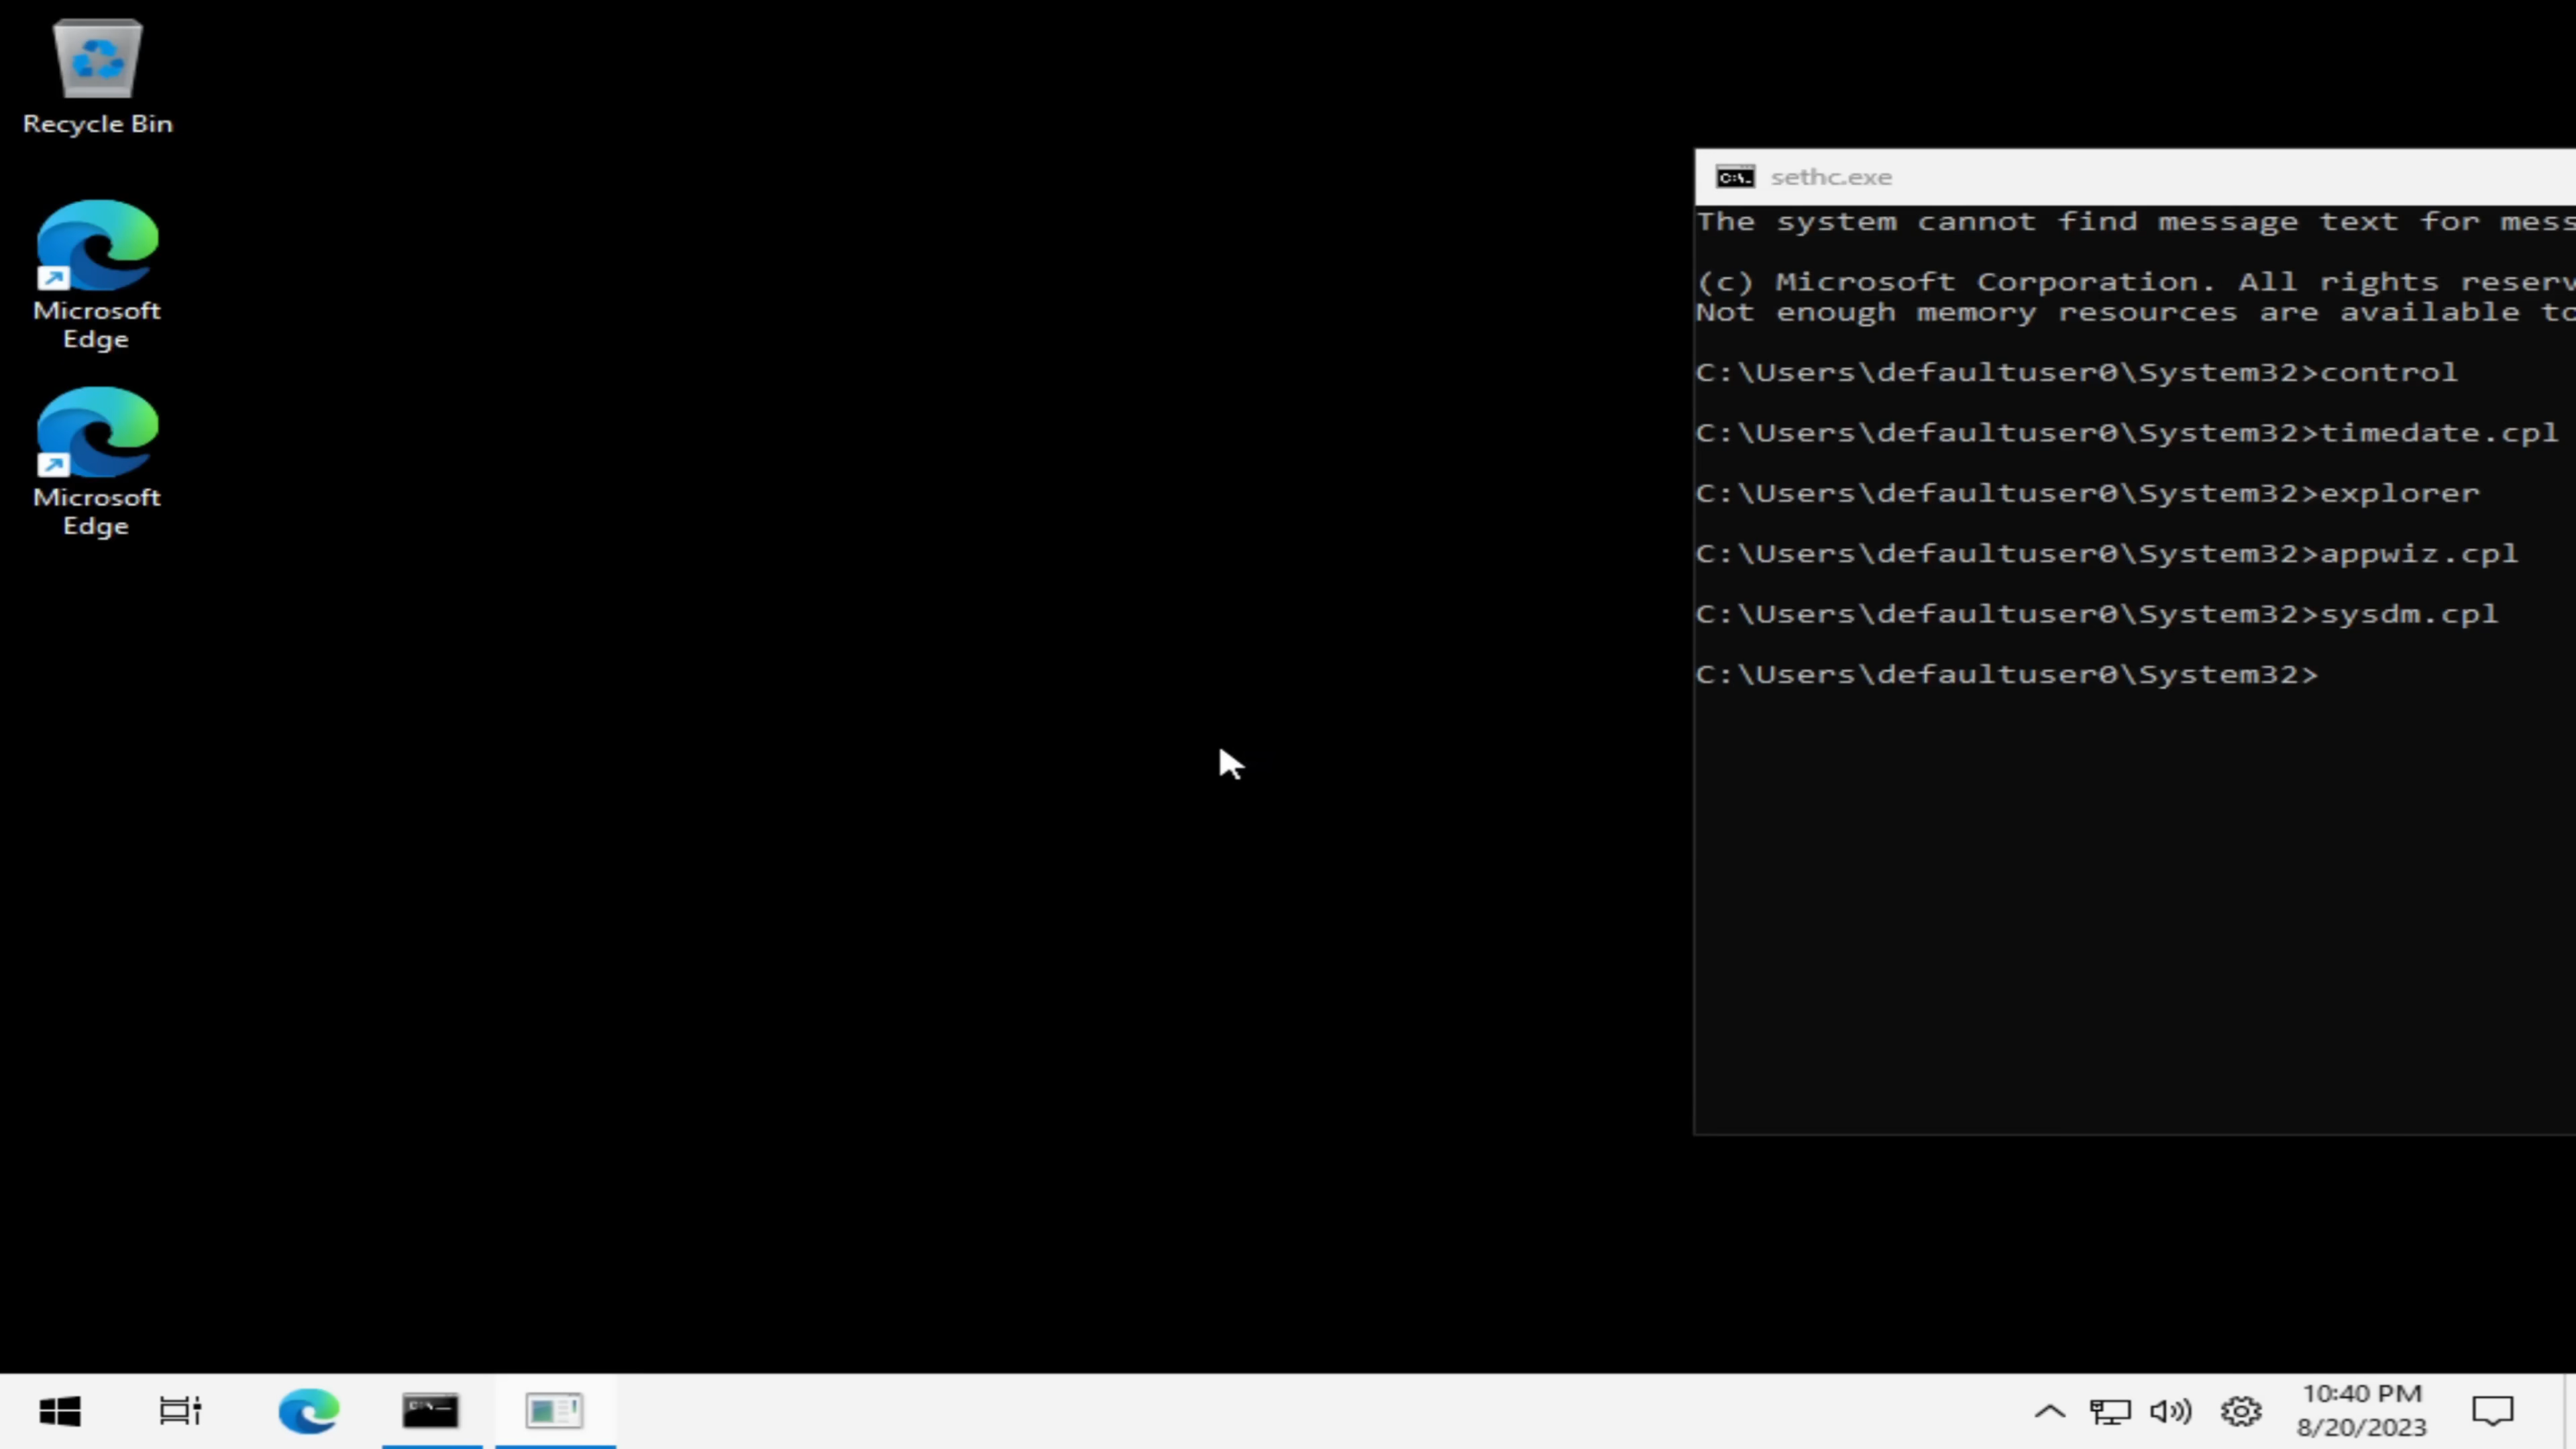 Recycle Bin
Microsoft
Edge
Microsoft
Edge
sethc.exe
The system cannot find message text for
(c) Microsoft Corporation. All rights
Not enough memory resources are available to
C:\Users\defaultuser0\System32>control
C:\Users\defaultuser0\System32>timedate.cpl
C:\Users\defaultuser0\System32>explorer
C:\Users\defaultuser0\System32>appwiz.cpl
C:\Users\defaultuser0\System32>sysdm.cpl
C:\Users\defaultuser0\System32>
10:40 PM
8/20/2023